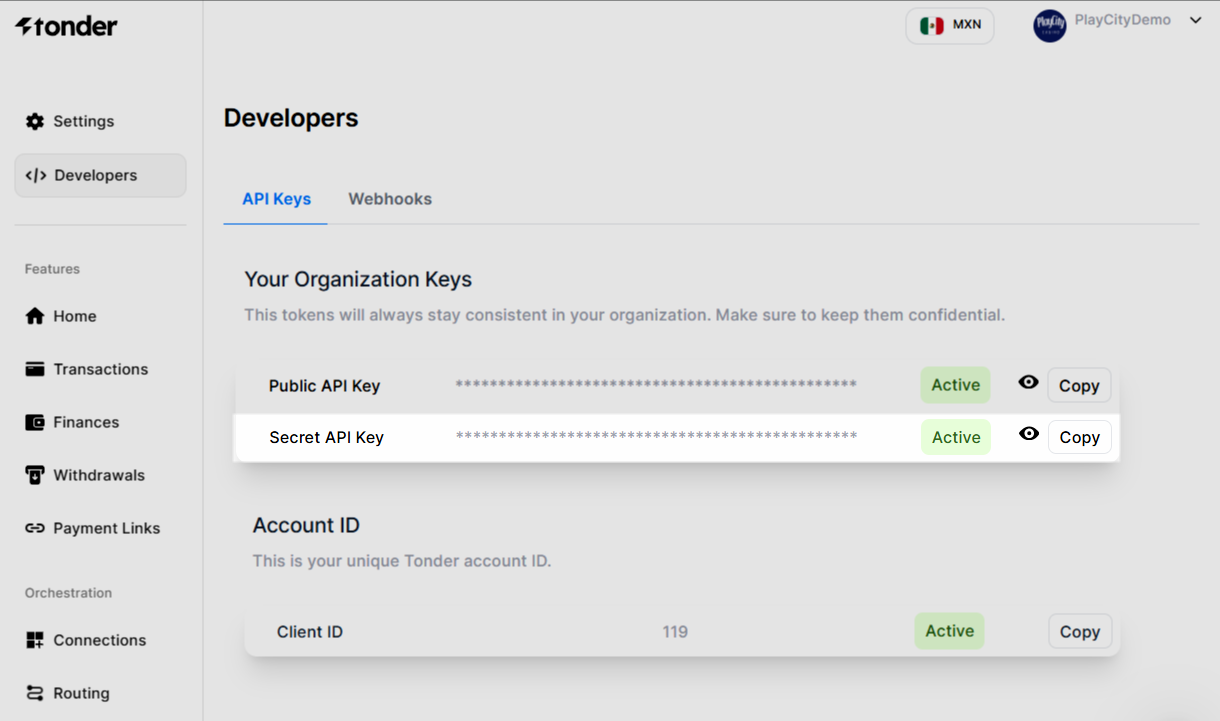 tonder
MXN
PlayCity
CASINO
PlayCityDemo
Settings
</> Developers
Features
Home
Transactions
Finances
Withdrawals
Payment Links
Orchestration
Connections
Routing
Developers
API Keys Webhooks
Your Organization Keys
This tokens will always stay consistent in your organization. Make sure to keep them confidential.
Public API Key *********************************************** Active Copy
Secret API Key *********************************************** Active Copy
Account ID
This is your unique Tonder account ID.
Client ID 119 Active Copy